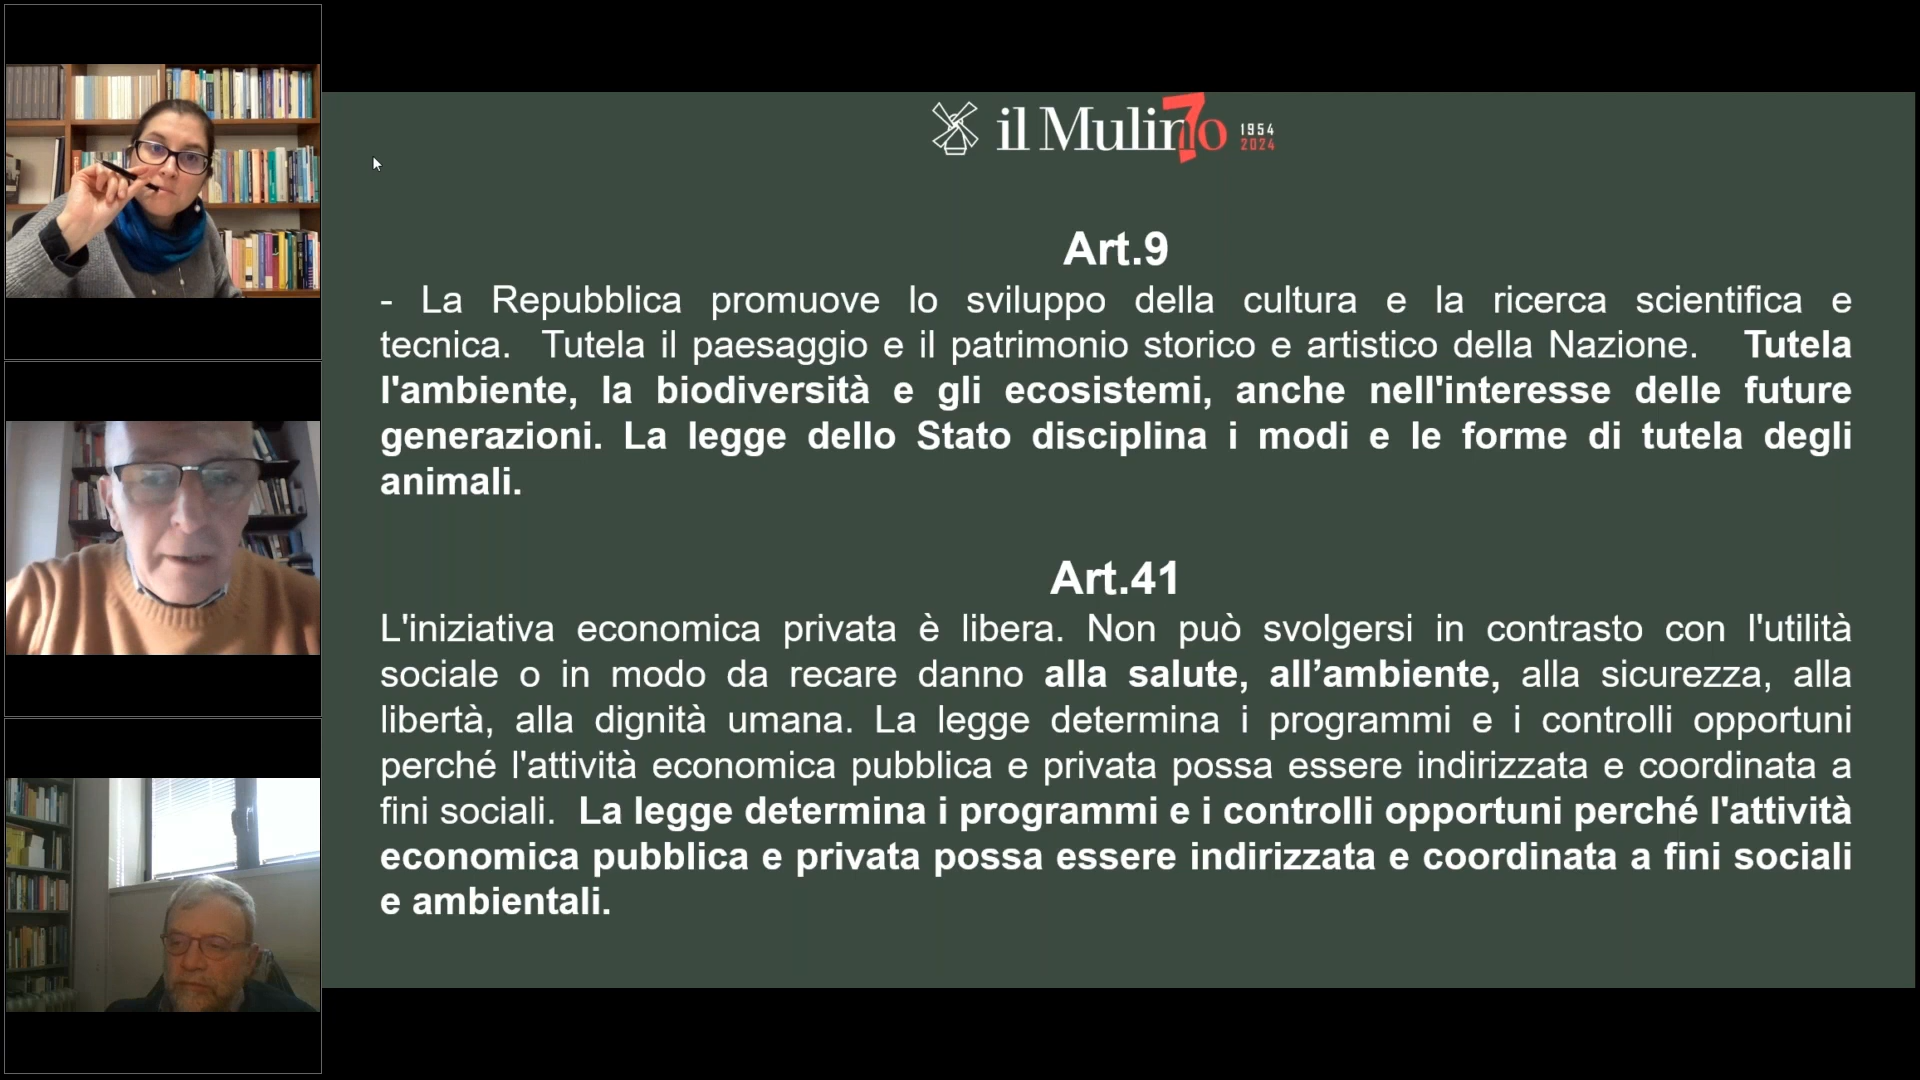 il Mulino 70 1954 2024
Art.9
- La Repubblica promuove lo sviluppo della cultura e la ricerca scientifica e
tecnica. Tutela il paesaggio e il patrimonio storico e artistico della Nazione. Tutela
l'ambiente, la biodiversità e gli ecosistemi, anche nell'interesse delle future
generazioni. La legge dello Stato disciplina i modi e le forme di tutela degli
animali.
Art.41
L'iniziativa economica privata è libera. Non può svolgersi in contrasto con l'utilità
sociale o in modo da recare danno alla salute, all’ambiente, alla sicurezza, alla
libertà, alla dignità umana. La legge determina i programmi e i controlli opportuni
perché l'attività economica pubblica e privata possa essere indirizzata e coordinata a
fini sociali. La legge determina i programmi e i controlli opportuni perché l'attività
economica pubblica e privata possa essere indirizzata e coordinata a fini sociali
e ambientali.